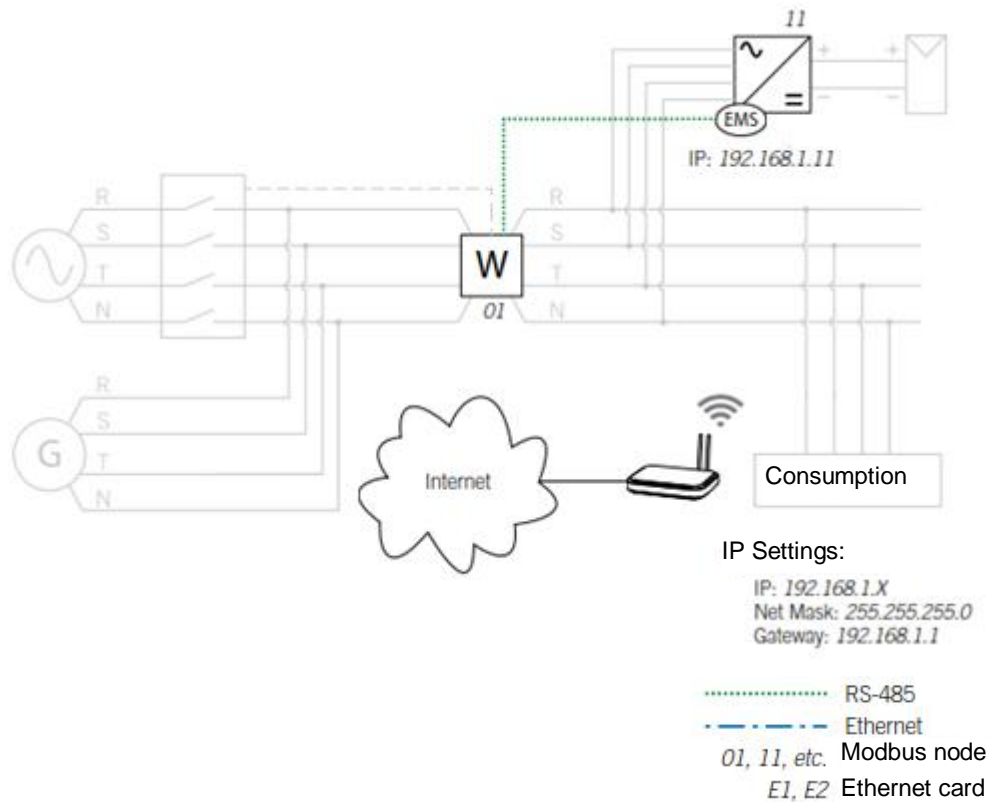 11
+ +
- -
EMS
IP: 192.168.1.11
R
S
T
N
R
S
T
N
W
01
R
S
T
N
G
Internet
Consumption
IP Settings:
IP: 192.168.1.X
Net Mask: 255.255.255.0
Gateway: 192.168.1.1
RS-485
Ethernet
01, 11, etc. Modbus node
E1, E2 Ethernet card